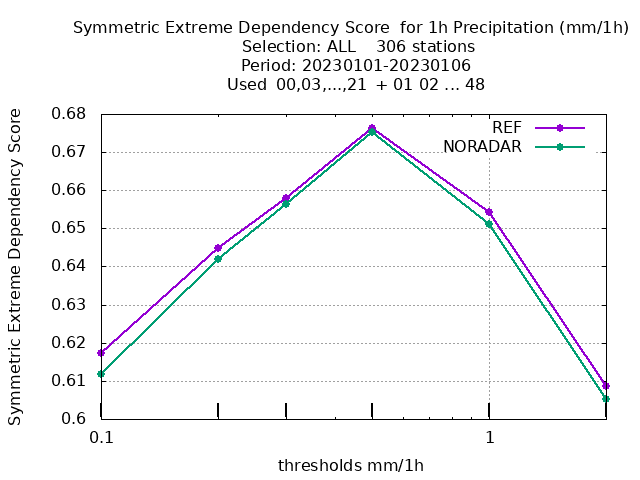 Symmetric Extreme Dependency Score  for 1h Precipitation (mm/1h)
Selection: ALL    306 stations
Period: 20230101-20230106
Used  00,03,...,21  + 01 02 ... 48
Symmetric Extreme Dependency Score
0.68
0.67
0.66
0.65
0.64
0.63
0.62
0.61
0.6
REF
NORADAR
0.1
1
thresholds mm/1h